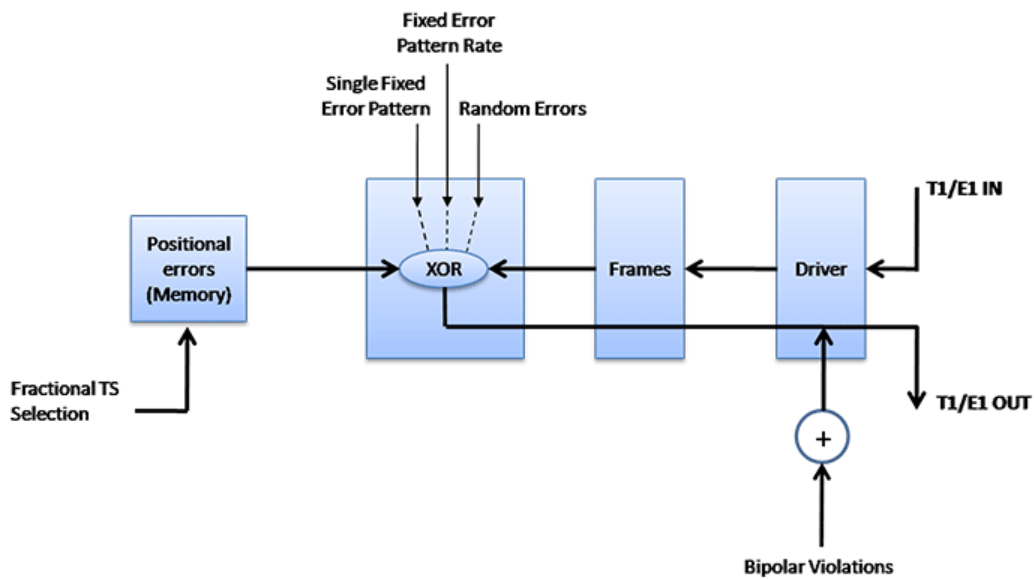 Fixed Error
Pattern Rate
Single Fixed
Error Pattern
Random Errors
T1/E1 IN
Positional
errors
(Memory)
XOR
Frames
Driver
Fractional TS
Selection
T1/E1 OUT
+
Bipolar Violations